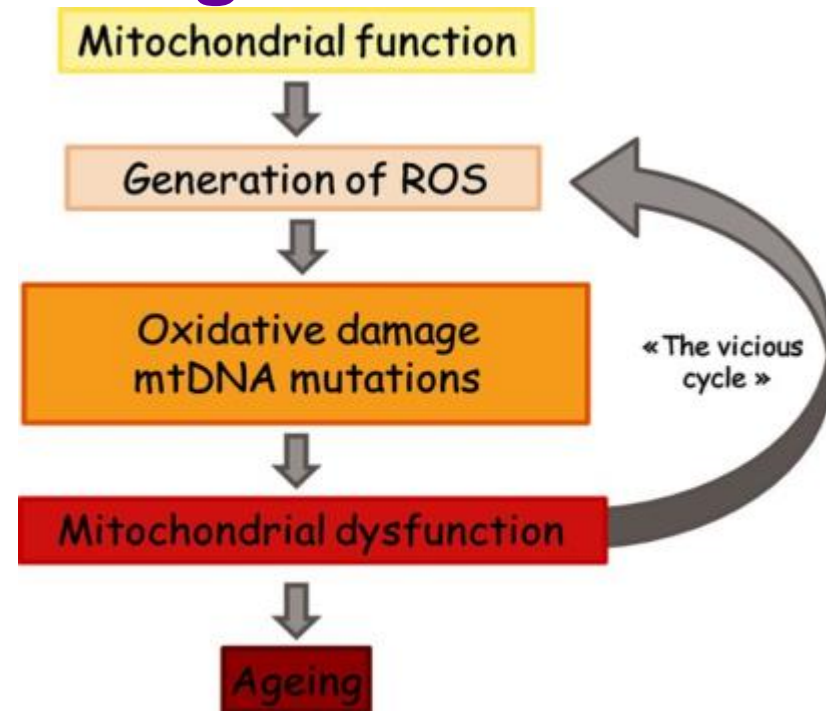 Mitochondrial function
Generation of ROS
Oxidative damage
mtDNA mutations
« The vicious
cycle »
Mitochondrial dysfunction
Ageing